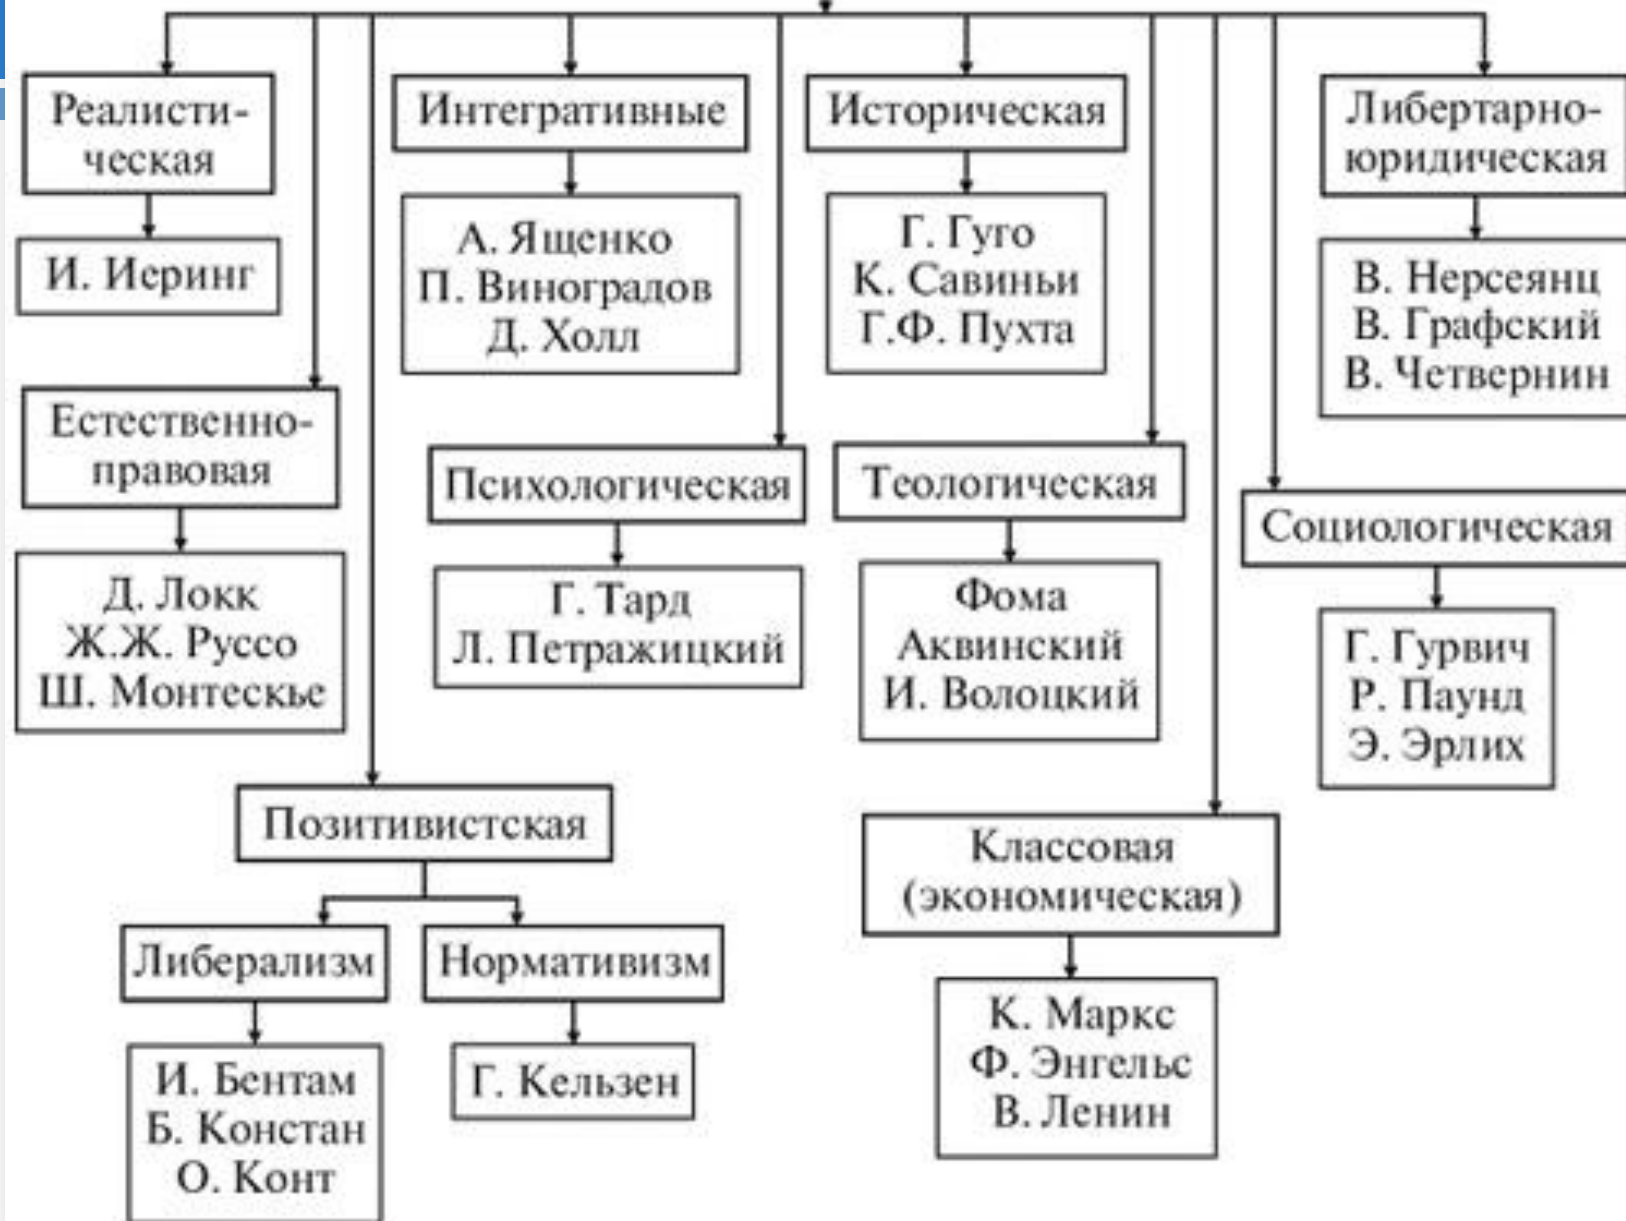 Реалисти-
ческая
И. Иеринг
Естественно-
правовая
Д. Локк
Ж.Ж. Руссо
Ш. Монтескье
Интегративные
А. Ященко
П. Виноградов
Д. Холл
Историческая
Г. Гуго
К. Савиньи
Г.Ф. Пухта
Либертарно-
юридическая
В. Нерсеянц
В. Графский
В. Четвернин
Психологическая
Г. Тард
Л. Петражицкий
Теологическая
Фома
Аквинский
И. Волоцкий
Социологическая
Г. Гурвич
Р. Паунд
Э. Эрлих
Позитивистская
Либерализм
И. Бентам
Б. Констан
О. Конт
Нормативизм
Г. Кельзен
Классовая
(экономическая)
К. Маркс
Ф. Энгельс
В. Ленин